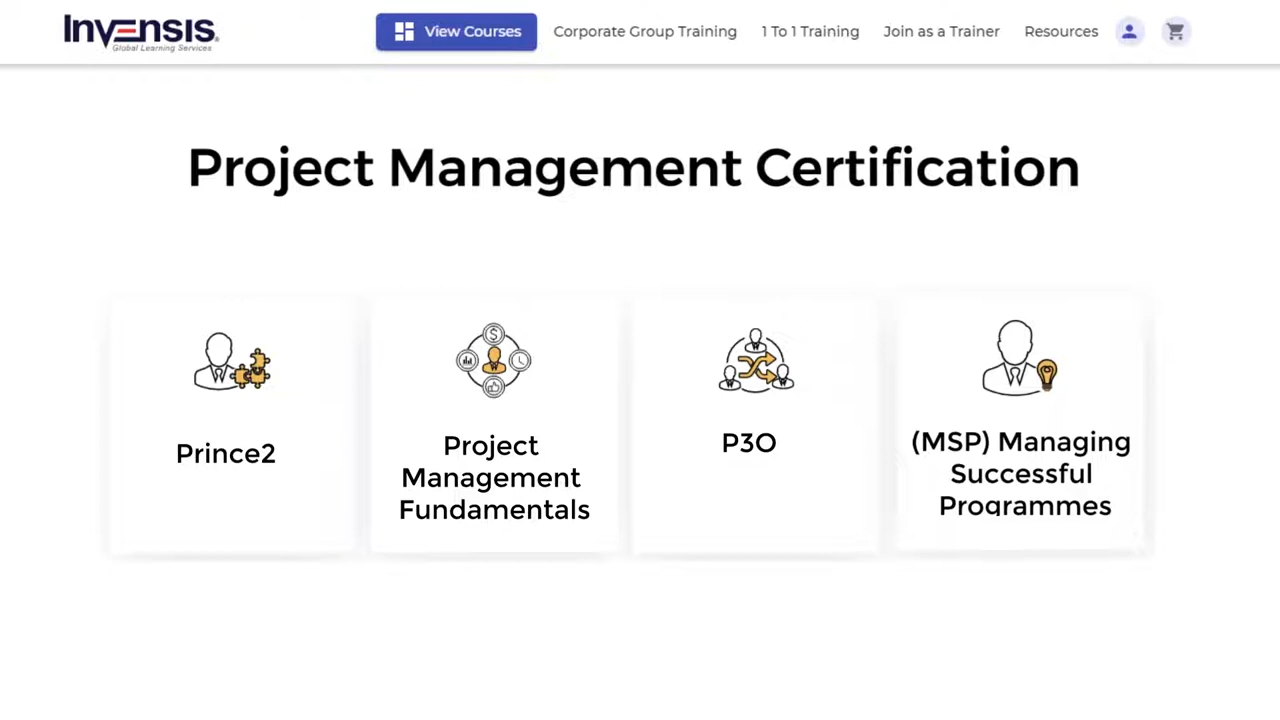 Invensis
Global Learning Services
View Courses
Corporate Group Training
1 To 1 Training
Join as a Trainer
Resources
Project Management Certification
Prince2
Project
Management
Fundamentals
P3O
(MSP) Managing
Successful
Programmes